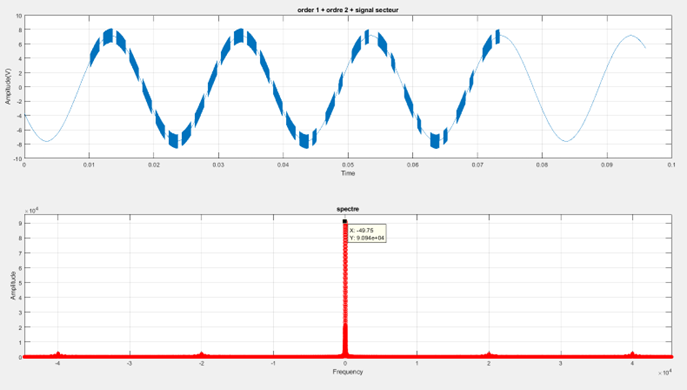 order 1 + ordre 2 + signal secteur
Amplitude(V)
10
8
6
4
2
0
-2
-4
-6
-8
-10
0 0.01 0.02 0.03 0.04 0.05 0.06 0.07 0.08 0.09 0.1
Time
spectre
×10⁴
Amplitude
9
8
7
6
5
4
3
2
1
0
X: -49.75
Y: 9.094e+04
-4 -3 -2 -1 0 1 2 3 4
×10⁴
Frequency